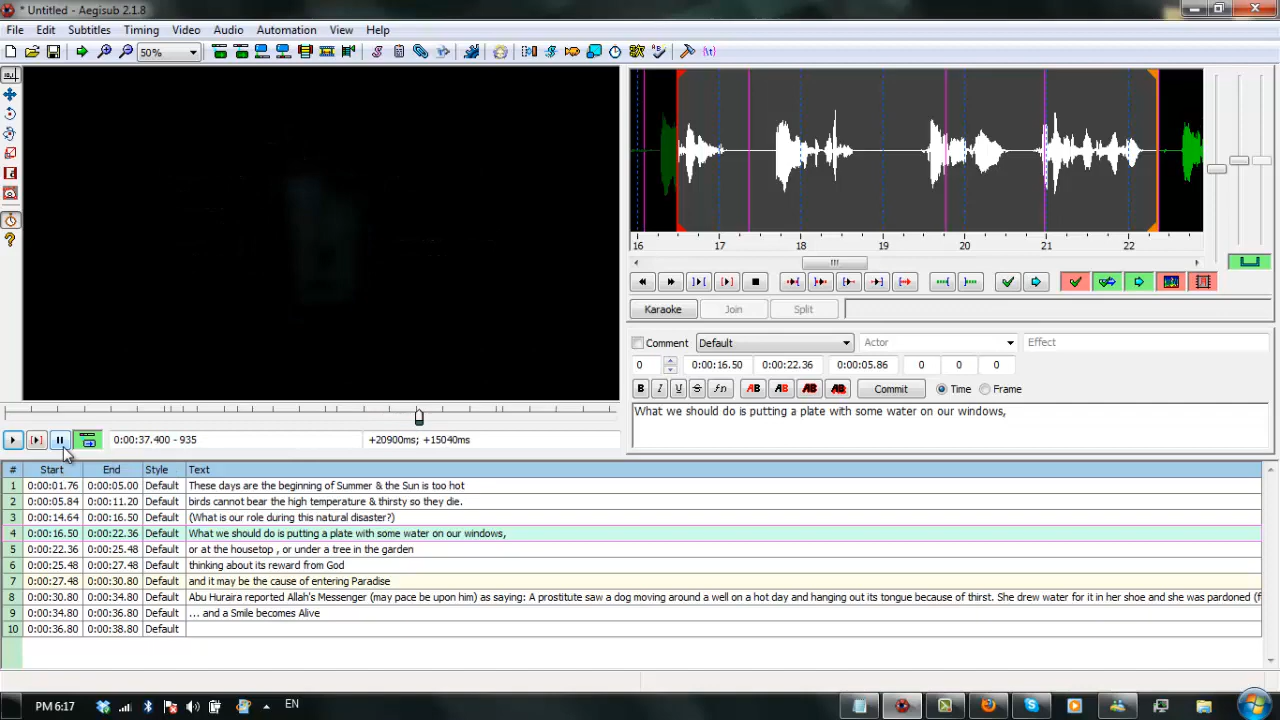 * Untitled - Aegisub 2.1.8
File Edit Subtitles Timing Video Audio Automation View Help
50%
16 17 18 19 20 21 22
Karaoke Join Split
Comment Default Actor Effect
0 0:00:16.50 0:00:22.36 0:00:05.86 0 0 0
B I U S fn AB AB AB AB Commit Time Frame
What we should do is putting a plate with some water on our windows,
0:00:37.400 - 935 +20900ms; +15040ms
# Start End Style Text
1 0:00:01.76 0:00:05.00 Default These days are the beginning of Summer & the Sun is too hot
2 0:00:05.84 0:00:11.20 Default birds cannot bear the high temperature & thirsty so they die.
3 0:00:14.64 0:00:16.50 Default (What is our role during this natural disaster?)
4 0:00:16.50 0:00:22.36 Default What we should do is putting a plate with some water on our windows,
5 0:00:22.36 0:00:25.48 Default or at the housetop , or under a tree in the garden
6 0:00:25.48 0:00:27.48 Default thinking about its reward from God
7 0:00:27.48 0:00:30.80 Default and it may be the cause of entering Paradise
8 0:00:30.80 0:00:34.80 Default Abu Huraira reported Allah's Messenger (may pace be upon him) as saying: A prostitute saw a dog moving around a well on a hot day and hanging out its tongue because of thirst. She drew water for it in her shoe and she was pardoned (f
9 0:00:34.80 0:00:36.80 Default ... and a Smile becomes Alive
10 0:00:36.80 0:00:38.80 Default
PM 6:17 EN